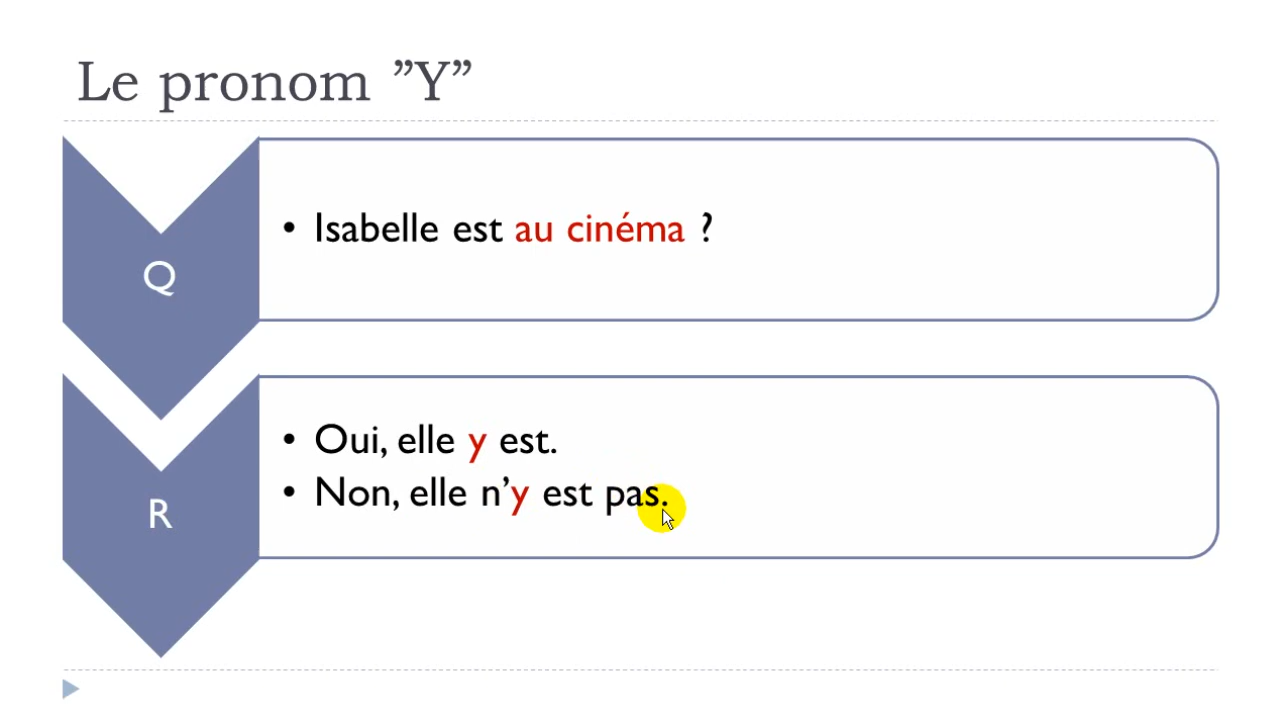 Le pronom ”Y”
Q
• Isabelle est au cinéma ?
R
• Oui, elle y est.
• Non, elle n’y est pas.